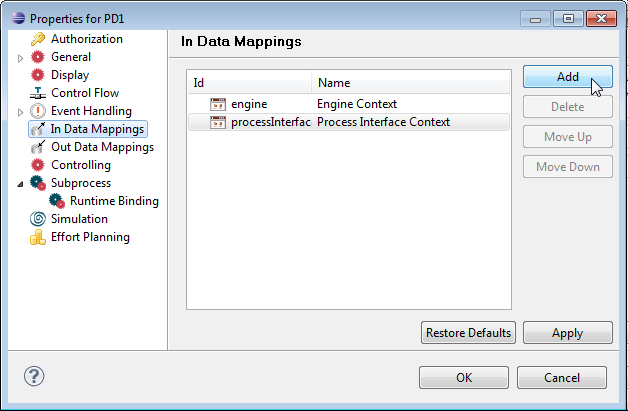 Properties for PD1
Authorization
General
Display
Control Flow
Event Handling
In Data Mappings
Out Data Mappings
Controlling
Subprocess
Runtime Binding
Simulation
Effort Planning
In Data Mappings
Id Name
engine Engine Context
processInterfac Process Interface Context
Add
Delete
Move Up
Move Down
Restore Defaults Apply
? OK Cancel